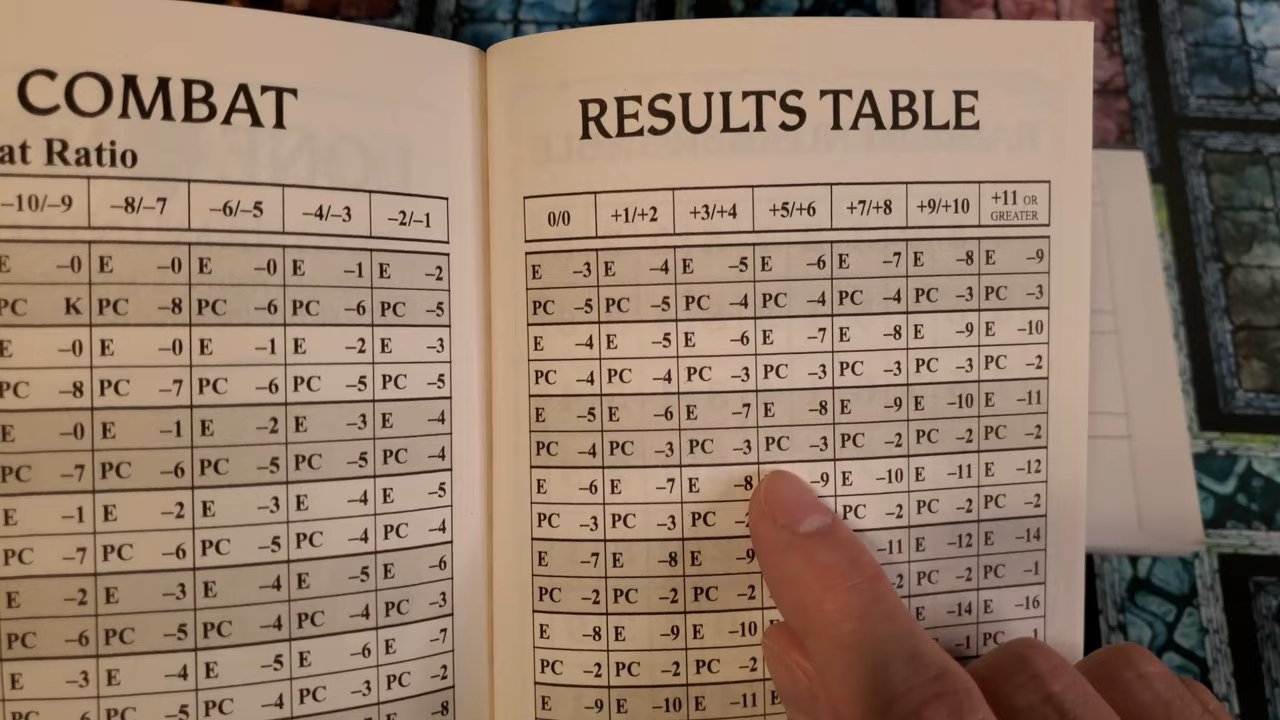 COMBAT
at Ratio
–10/–9 –8/–7 –6/–5 –4/–3 –2/–1
E –0 E –0 E –0 E –1 E –2
PC K PC –8 PC –6 PC –6 PC –5
E –0 E –0 E –1 E –2 E –3
PC –8 PC –7 PC –6 PC –5 PC –5
E –0 E –1 E –2 E –3 E –4
PC –7 PC –6 PC –5 PC –5 PC –4
E –1 E –2 E –3 E –4 E –5
PC –7 PC –6 PC –5 PC –4 PC –4
E –2 E –3 E –4 E –5 E –6
PC –6 PC –5 PC –4 PC –4 PC –3
E –3 E –4 E –5 E –6 E –7
PC 6 PC –5 PC –4 PC –3 PC –2
E –8
RESULTS TABLE
0/0 +1/+2 +3/+4 +5/+6 +7/+8 +9/+10 +11 OR
GREATER
E –3 E –4 E –5 E –6 E –7 E –8 E –9
PC –5 PC –5 PC –4 PC –4 PC –4 PC –3 PC –3
E –4 E –5 E –6 E –7 E –8 E –9 E –10
PC –4 PC –4 PC –3 PC –3 PC –3 PC –3 PC –2
E –5 E –6 E –7 E –8 E –9 E –10 E –11
PC –4 PC –3 PC –3 PC –3 PC –2 PC –2 PC –2
E –6 E –7 E –8 –9 E –10 E –11 E –12
PC –3 PC –3 PC PC –2 PC –2 PC –2
E –7 E –8 E –9 –11 E –12 E –14
PC –2 PC –2 PC –2 –2 PC –2 PC –1
E –8 E –9 E –10 E –14 E –16
PC –2 PC –2 PC –2 –1 PC 1
E –9 E –10 E –11 E